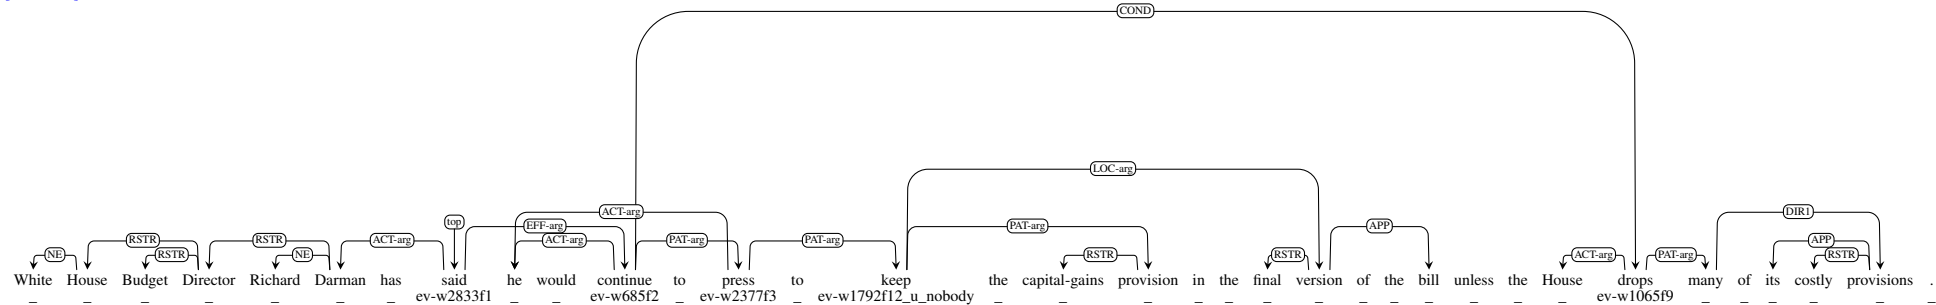 COND
LOC-arg
ACT-arg DIR1
top EFF-arg PAT-arg APP
RSTR RSTR ACT-arg ACT-arg PAT-arg PAT-arg APP
NE RSTR NE RSTR RSTR ACT-arg PAT-arg RSTR
White House Budget Director Richard Darman has said he would continue to press to keep the capital-gains provision in the final version of the bill unless the House drops many of its costly provisions .
_ _ _ _ _ _ _ ev-w2833f1 _ _ ev-w685f2 _ ev-w2377f3 _ ev-w1792f12_u_nobody _ _ _ _ _ _ _ _ _ _ _ _ _ ev-w1065f9 _ _ _ _ _ _